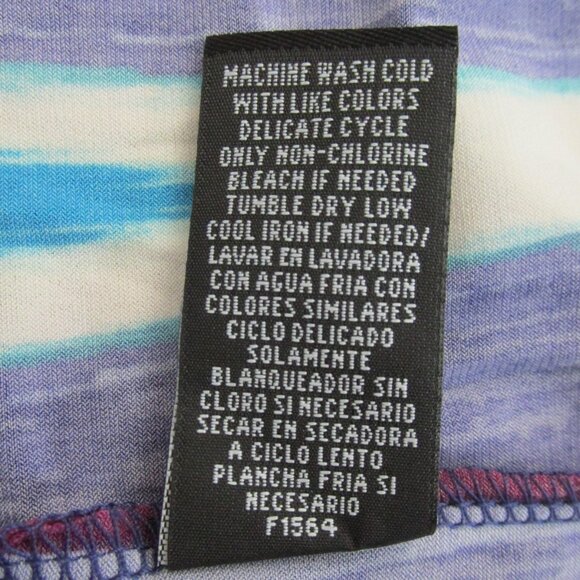 MACHINE WASH COLD
WITH LIKE COLORS
DELICATE CYCLE
ONLY NON-CHLORINE
BLEACH IF NEEDED
TUMBLE DRY LOW
COOL IRON IF NEEDED/
LAVAR EN LAVADORA
CON AGUA FRIA CON
COLORES SIMILARES
CICLO DELICADO
SOLAMENTE
BLANQUEADOR SIN
CLORO SI NECESARIO
SECAR EN SECADORA
A CICLO LENTO
PLANCHA FRIA SI
NECESARIO
F1564